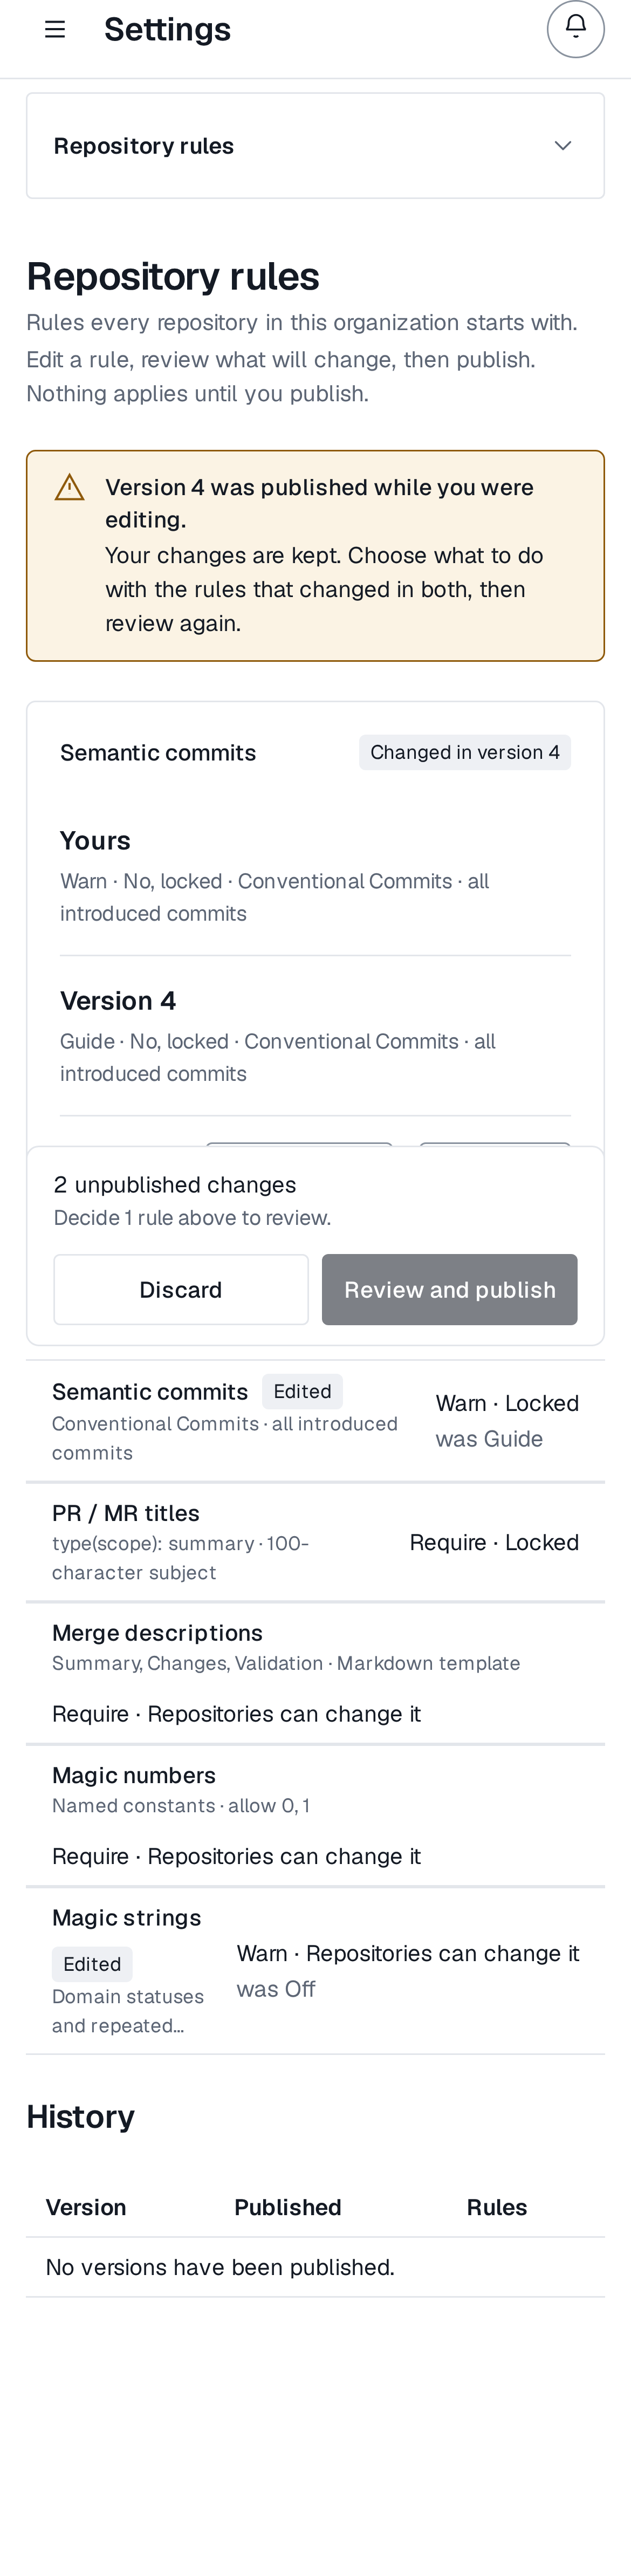 Settings
Repository rules
Repository rules
Rules every repository in this organization starts with.
Edit a rule, review what will change, then publish.
Nothing applies until you publish.
Version 4 was published while you were
editing.
Your changes are kept. Choose what to do
with the rules that changed in both, then
review again.
Semantic commits
Changed in version 4
Yours
Warn · No, locked · Conventional Commits · all
introduced commits
Version 4
Guide · No, locked · Conventional Commits · all
introduced commits
2 unpublished changes
Decide 1 rule above to review.
Discard
Review and publish
Semantic commits
Edited
Conventional Commits · all introduced
commits
Warn · Locked
was Guide
PR / MR titles
type(scope): summary · 100-
character subject
Require · Locked
Merge descriptions
Summary, Changes, Validation · Markdown template
Require · Repositories can change it
Magic numbers
Named constants · allow 0, 1
Require · Repositories can change it
Magic strings
Edited
Domain statuses
and repeated…
Warn · Repositories can change it
was Off
History
Version Published Rules
No versions have been published.